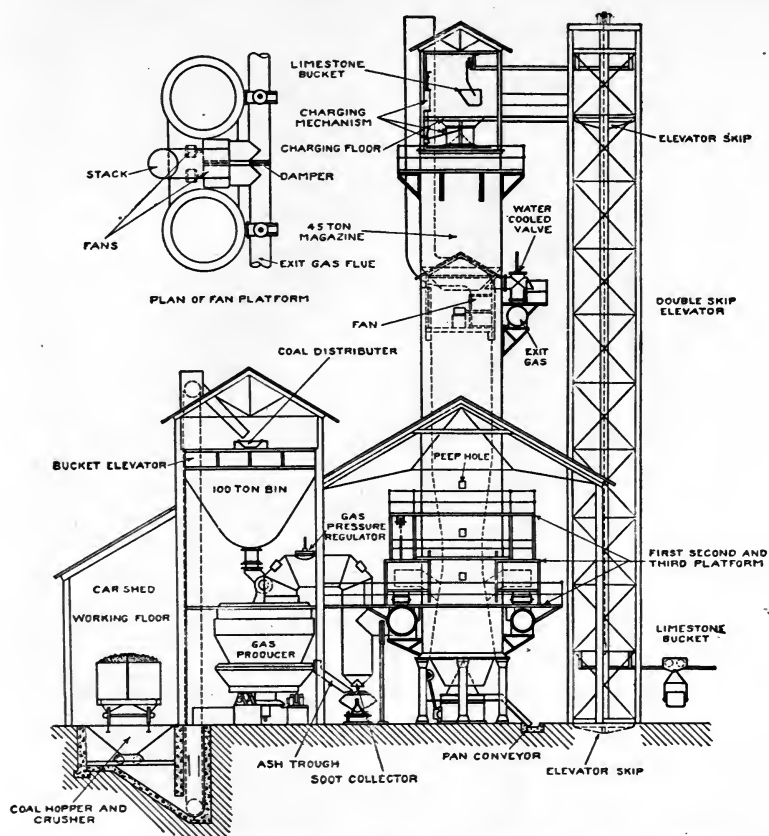 LIMESTONE
BUCKET
CHARGING
MECHANISM
CHARGING FLOOR
ELEVATOR SKIP
STACK
DAMPER
FANS
EXIT GAS FLUE
PLAN OF FAN PLATFORM
45 TON
MAGAZINE
WATER
COOLED
VALVE
FAN
EXIT
GAS
DOUBLE SKIP
ELEVATOR
COAL DISTRIBUTER
BUCKET ELEVATOR
100 TON BIN
PEEP HOLE
GAS
PRESSURE
REGULATOR
FIRST SECOND AND
THIRD PLATFORM
CAR SHED
WORKING FLOOR
GAS
PRODUCER
LIMESTONE
BUCKET
ASH TROUGH
SOOT COLLECTOR
PAN CONVEYOR
ELEVATOR SKIP
COAL HOPPER AND
CRUSHER